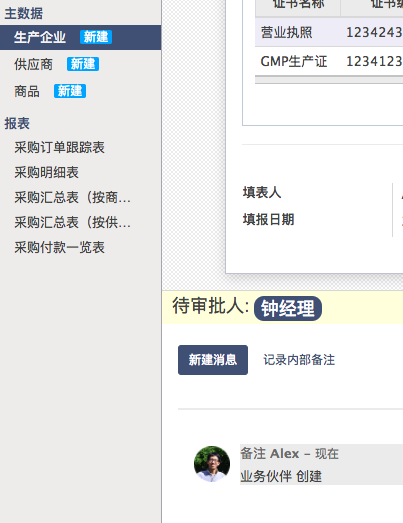 主数据
生产企业 新建
供应商 新建
商品 新建
报表
采购订单跟踪表
采购明细表
采购汇总表（按商…
采购汇总表（按供…
采购付款一览表
证书名称
营业执照 1234243
GMP生产证 1234123
填表人
填报日期
待审批人: 钟经理
新建消息 记录内部备注
备注 Alex – 现在
业务伙伴 创建